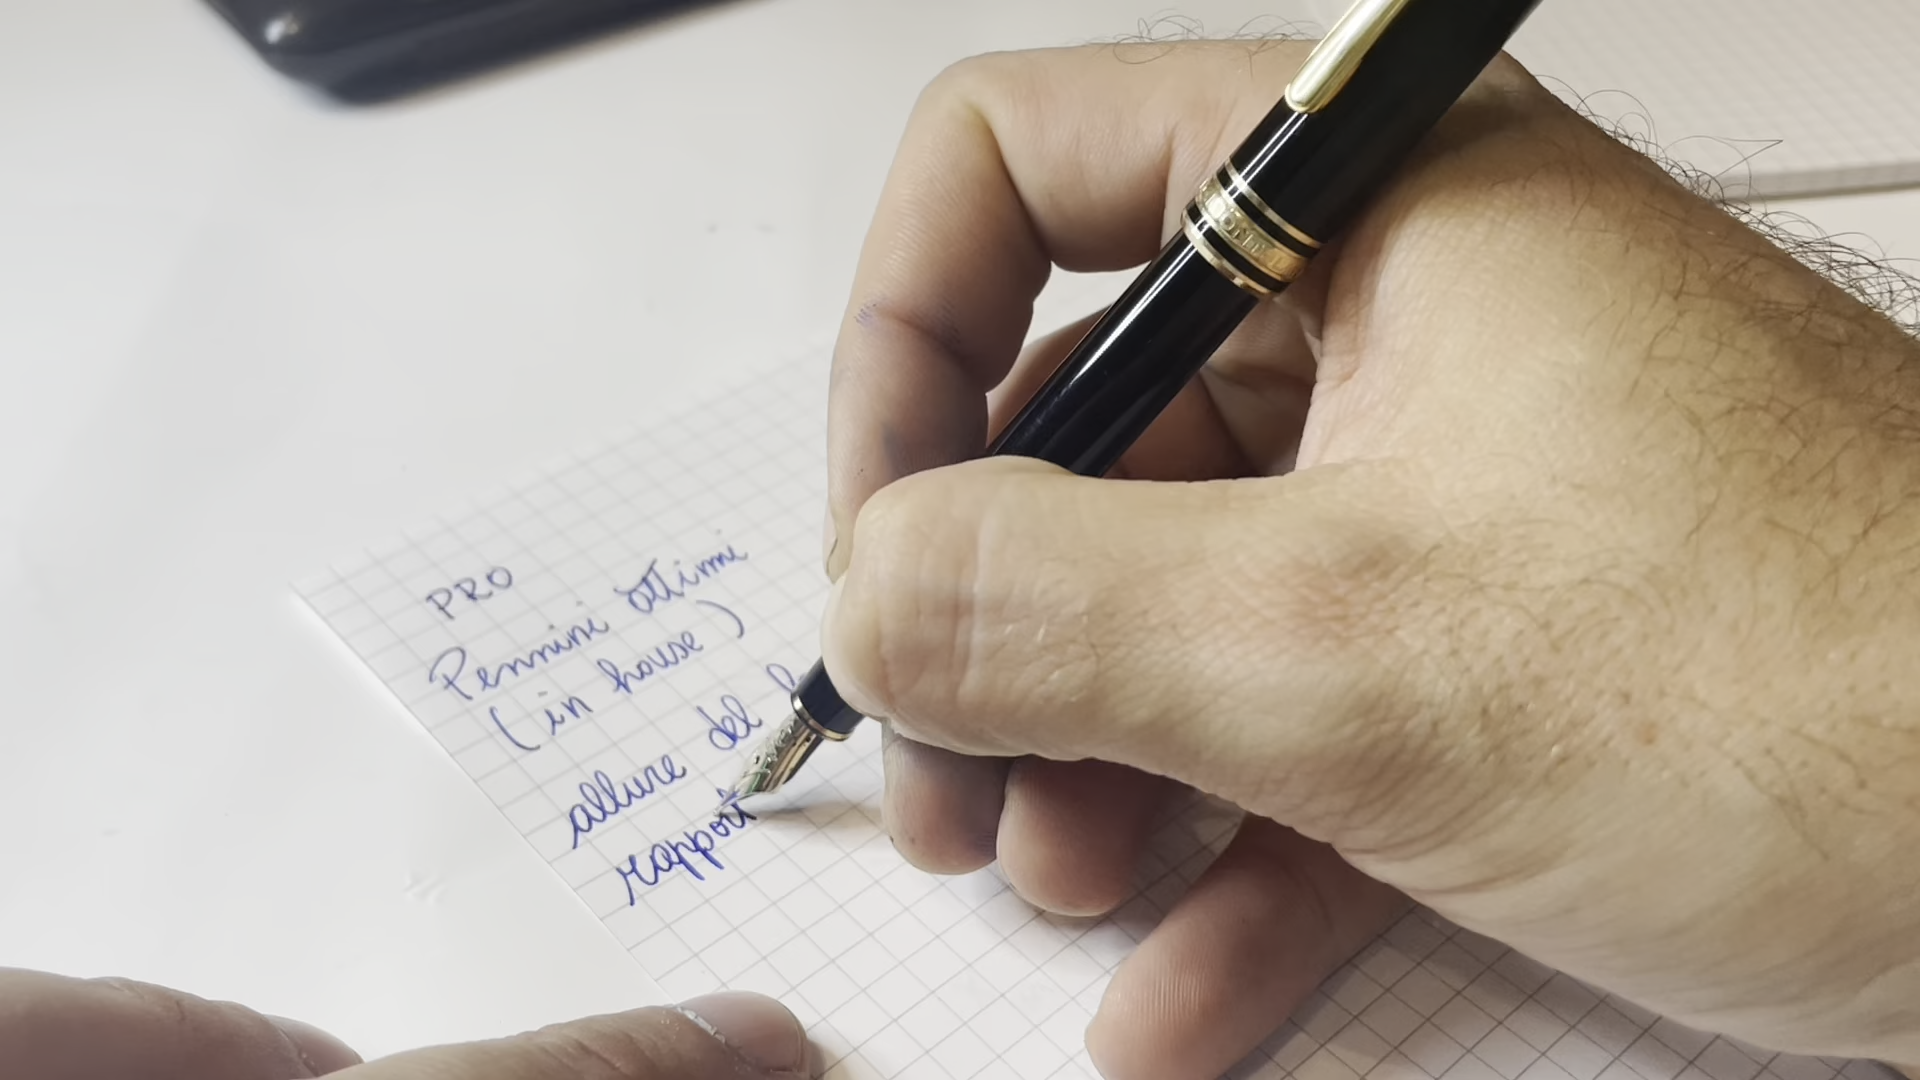 PRO
Pennini ottimi
(in house)
allure del
rapport